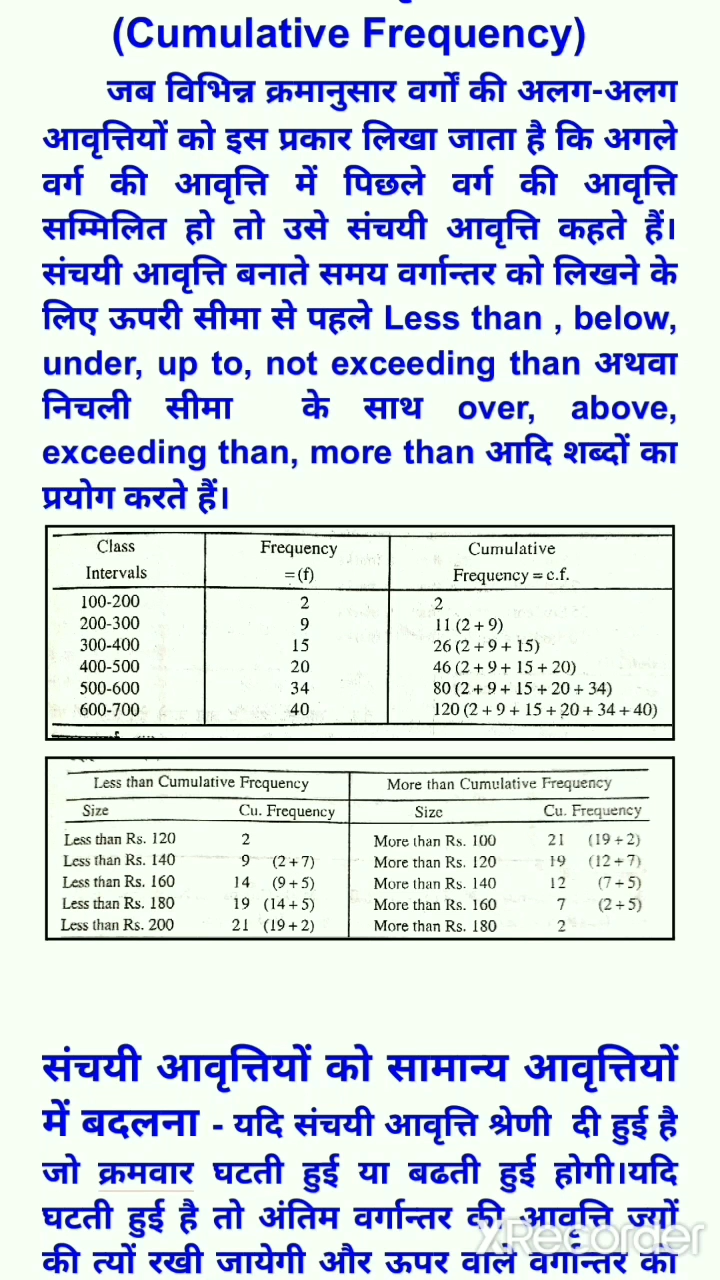 (Cumulative Frequency)
जब विभिन्न क्रमानुसार वर्गों की अलग-अलग
आवृत्तियों को इस प्रकार लिखा जाता है कि अगले
वर्ग की आवृत्ति में पिछले वर्ग की आवृत्ति
सम्मिलित हो तो उसे संचयी आवृत्ति कहते हैं।
संचयी आवृत्ति बनाते समय वर्गान्तर को लिखने के
लिए ऊपरी सीमा से पहले Less than , below,
under, up to, not exceeding than अथवा
निचली सीमा के साथ over, above,
exceeding than, more than आदि शब्दों का
प्रयोग करते हैं।
Class Intervals Frequency =(f) Cumulative Frequency = c.f.
100-200 2 2
200-300 9 11 (2 + 9)
300-400 15 26 (2 + 9 + 15)
400-500 20 46 (2 + 9 + 15 + 20)
500-600 34 80 (2 + 9 + 15 + 20 + 34)
600-700 40 120 (2 + 9 + 15 + 20 + 34 + 40)
Less than Cumulative Frequency More than Cumulative Frequency
Size Cu. Frequency Size Cu. Frequency
Less than Rs. 120 2 More than Rs. 100 21 (19 + 2)
Less than Rs. 140 9 (2 + 7) More than Rs. 120 19 (12 + 7)
Less than Rs. 160 14 (9 + 5) More than Rs. 140 12 (7 + 5)
Less than Rs. 180 19 (14 + 5) More than Rs. 160 7 (2 + 5)
Less than Rs. 200 21 (19 + 2) More than Rs. 180 2
संचयी आवृत्तियों को सामान्य आवृत्तियों
में बदलना - यदि संचयी आवृत्ति श्रेणी दी हुई है
जो क्रमवार घटती हुई या बढती हुई होगी।यदि
घटती हुई है तो अंतिम वर्गान्तर की आवृत्ति ज्यों
की त्यों रखी जायेगी और ऊपर वाले वर्गान्तर की
XRecorder